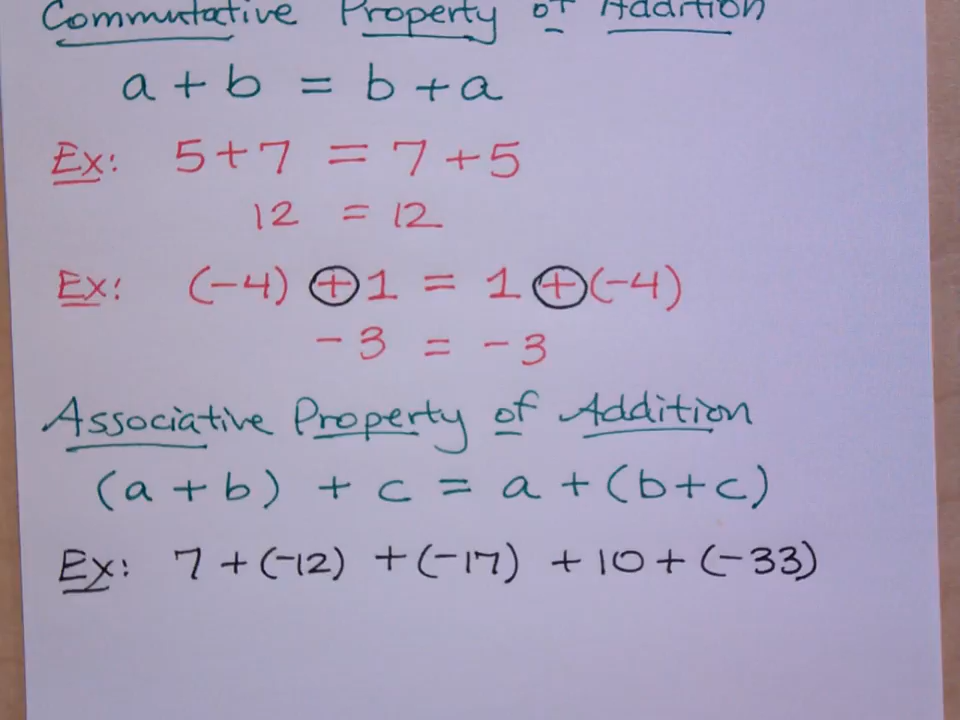 Commutative Property of Addition
a + b = b + a
Ex: 5 + 7 = 7 + 5
12 = 12
Ex: (-4) + 1 = 1 + (-4)
-3 = -3
Associative Property of Addition
(a + b) + c = a + (b + c)
Ex: 7 + (-12) + (-17) + 10 + (-33)